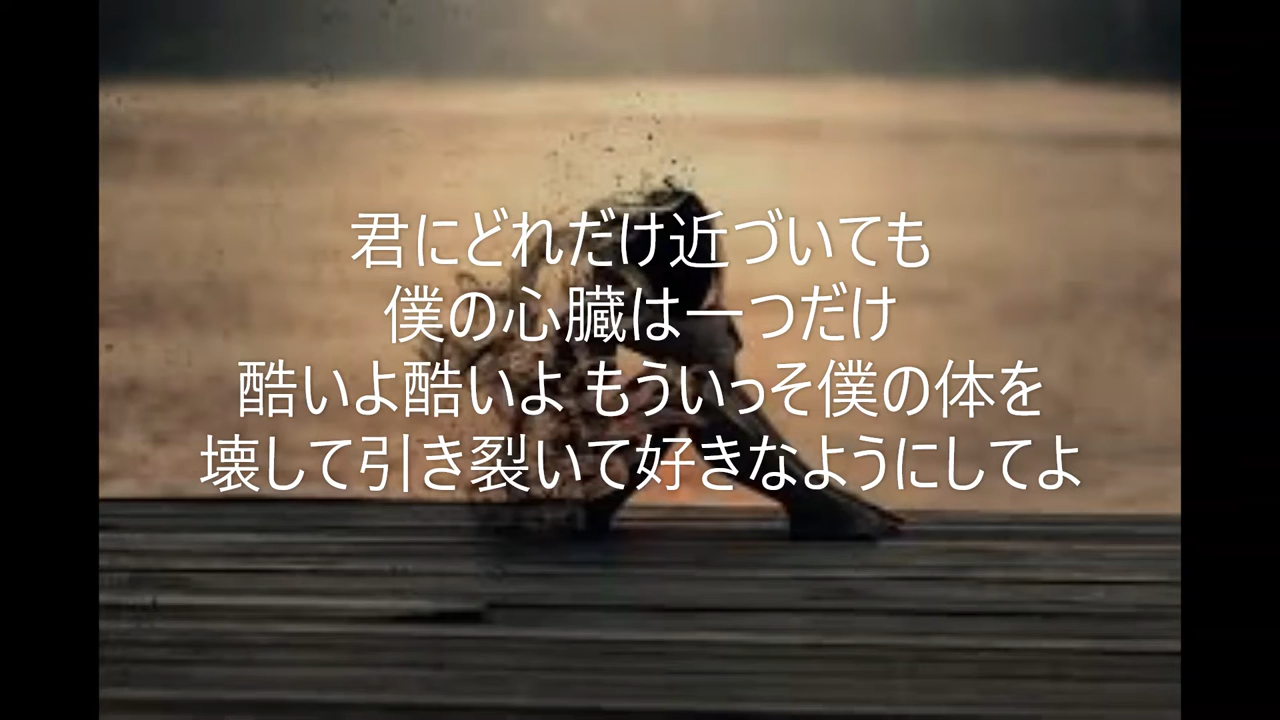 君にどれだけ近づいても
僕の心臓は一つだけ
酷いよ酷いよ もういっそ僕の体を
壊して引き裂いて好きなようにしてよ